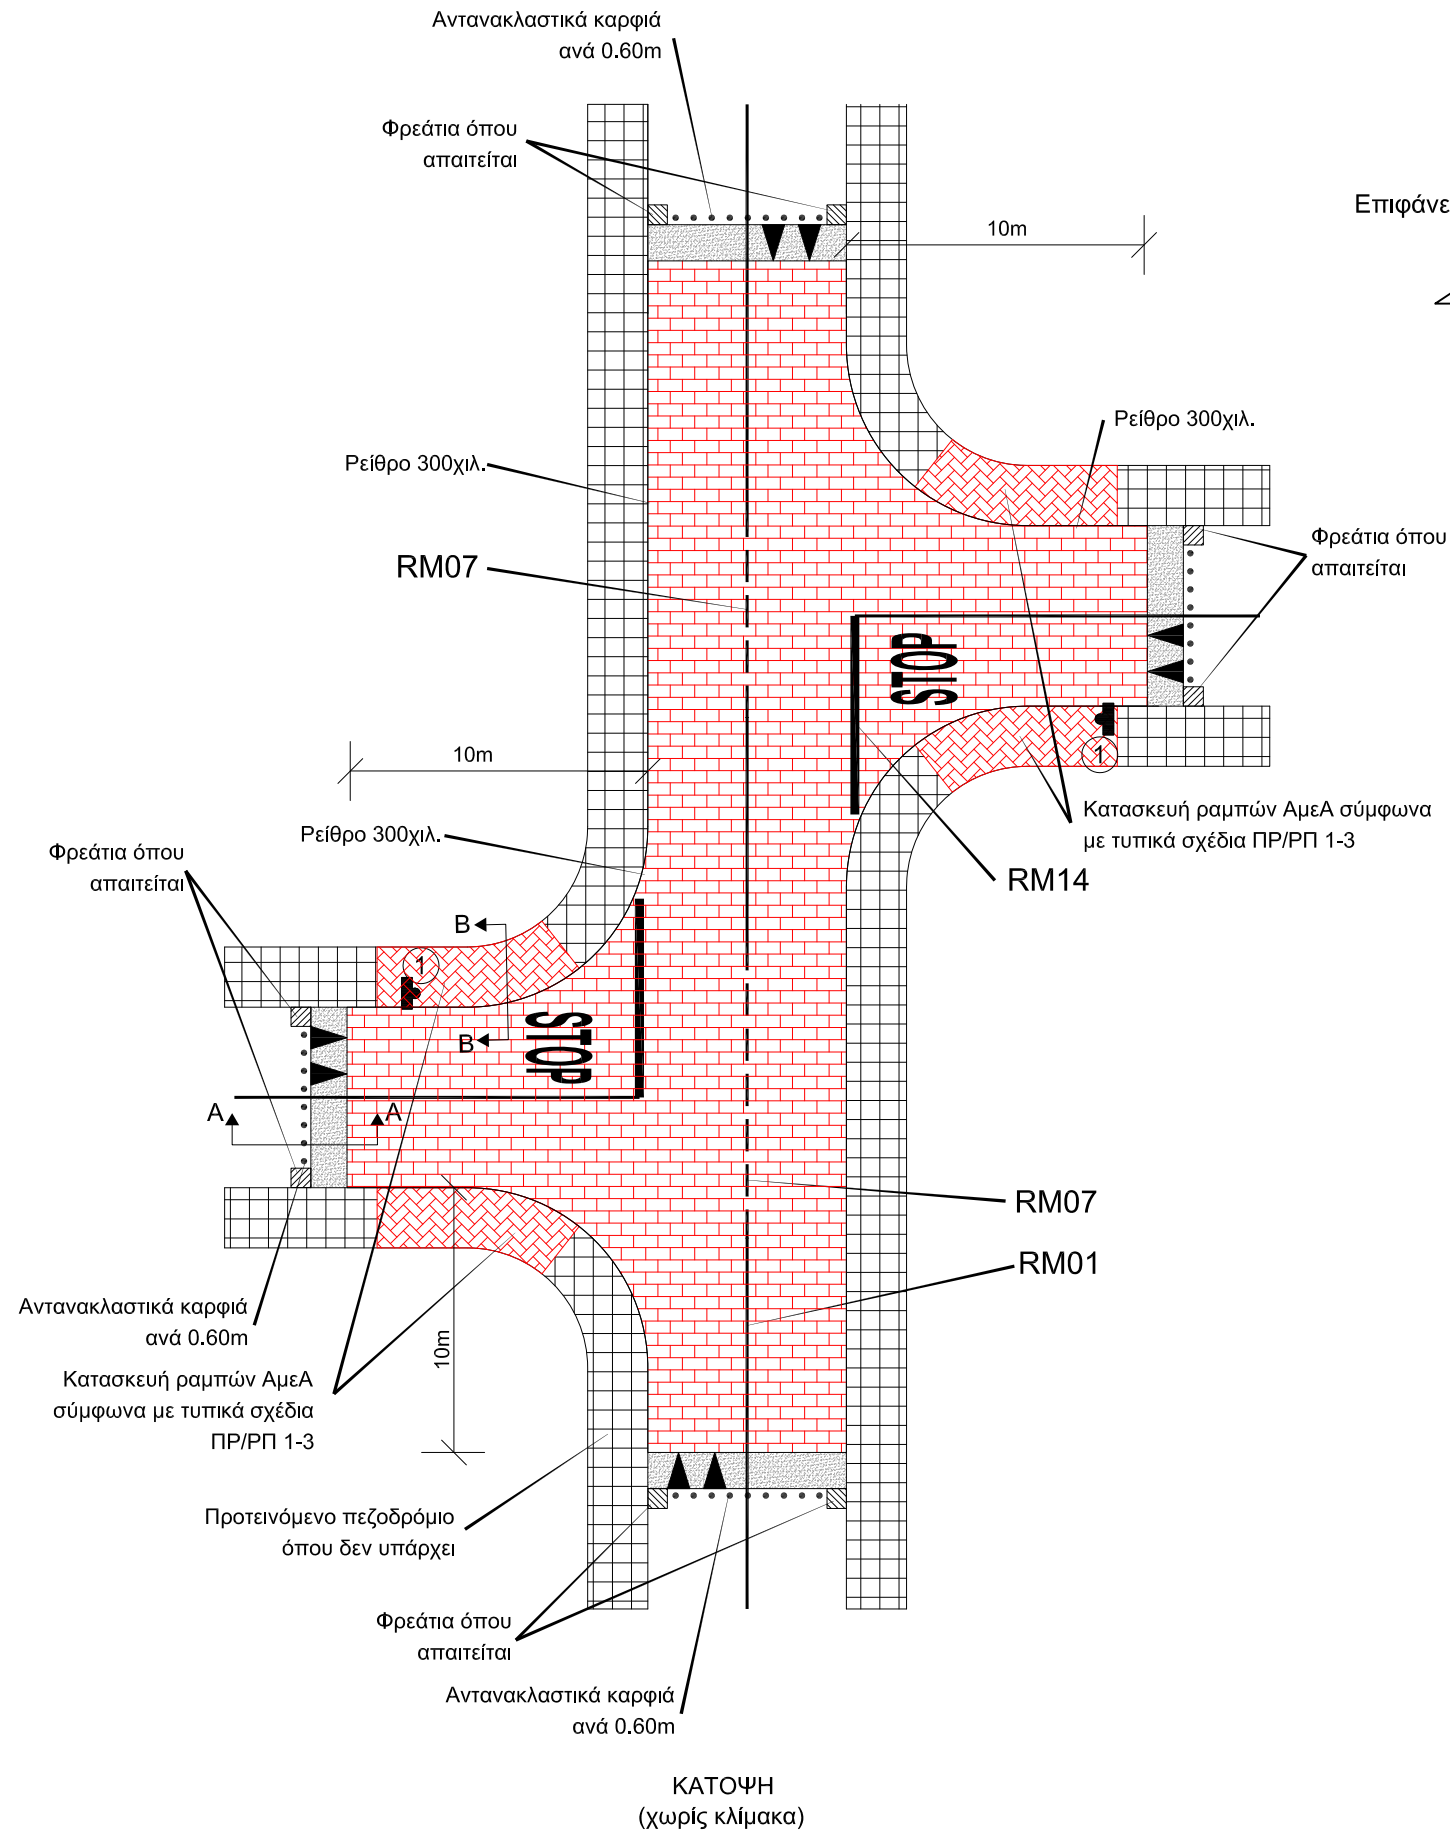 Αντανακλαστικά καρφιά
ανά 0.60m
Φρεάτια όπου
απαιτείται
Επιφάνε
10m
Ρείθρο 300χιλ.
Ρείθρο 300χιλ.
Φρεάτια όπου
απαιτείται
RM07
STOP
1
10m
Κατασκευή ραμπών ΑμεΑ σύμφωνα
με τυπικά σχέδια ΠΡ/ΡΠ 1-3
Ρείθρο 300χιλ.
Φρεάτια όπου
απαιτείται
RM14
B
1
STOP
B
A
A
RM07
RM01
Αντανακλαστικά καρφιά
ανά 0.60m
10m
Κατασκευή ραμπών ΑμεΑ
σύμφωνα με τυπικά σχέδια
ΠΡ/ΡΠ 1-3
Προτεινόμενο πεζοδρόμιο
όπου δεν υπάρχει
Φρεάτια όπου
απαιτείται
Αντανακλαστικά καρφιά
ανά 0.60m
ΚΑΤΟΨΗ
(χωρίς κλίμακα)